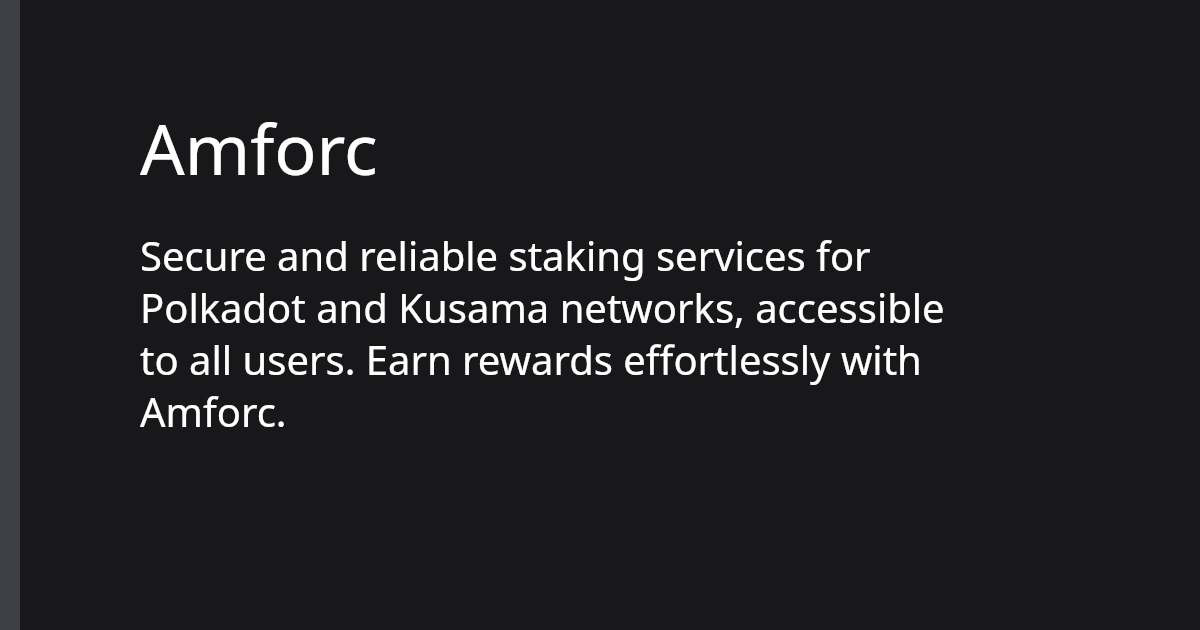 Amforc
Secure and reliable staking services for
Polkadot and Kusama networks, accessible
to all users. Earn rewards effortlessly with
Amforc.